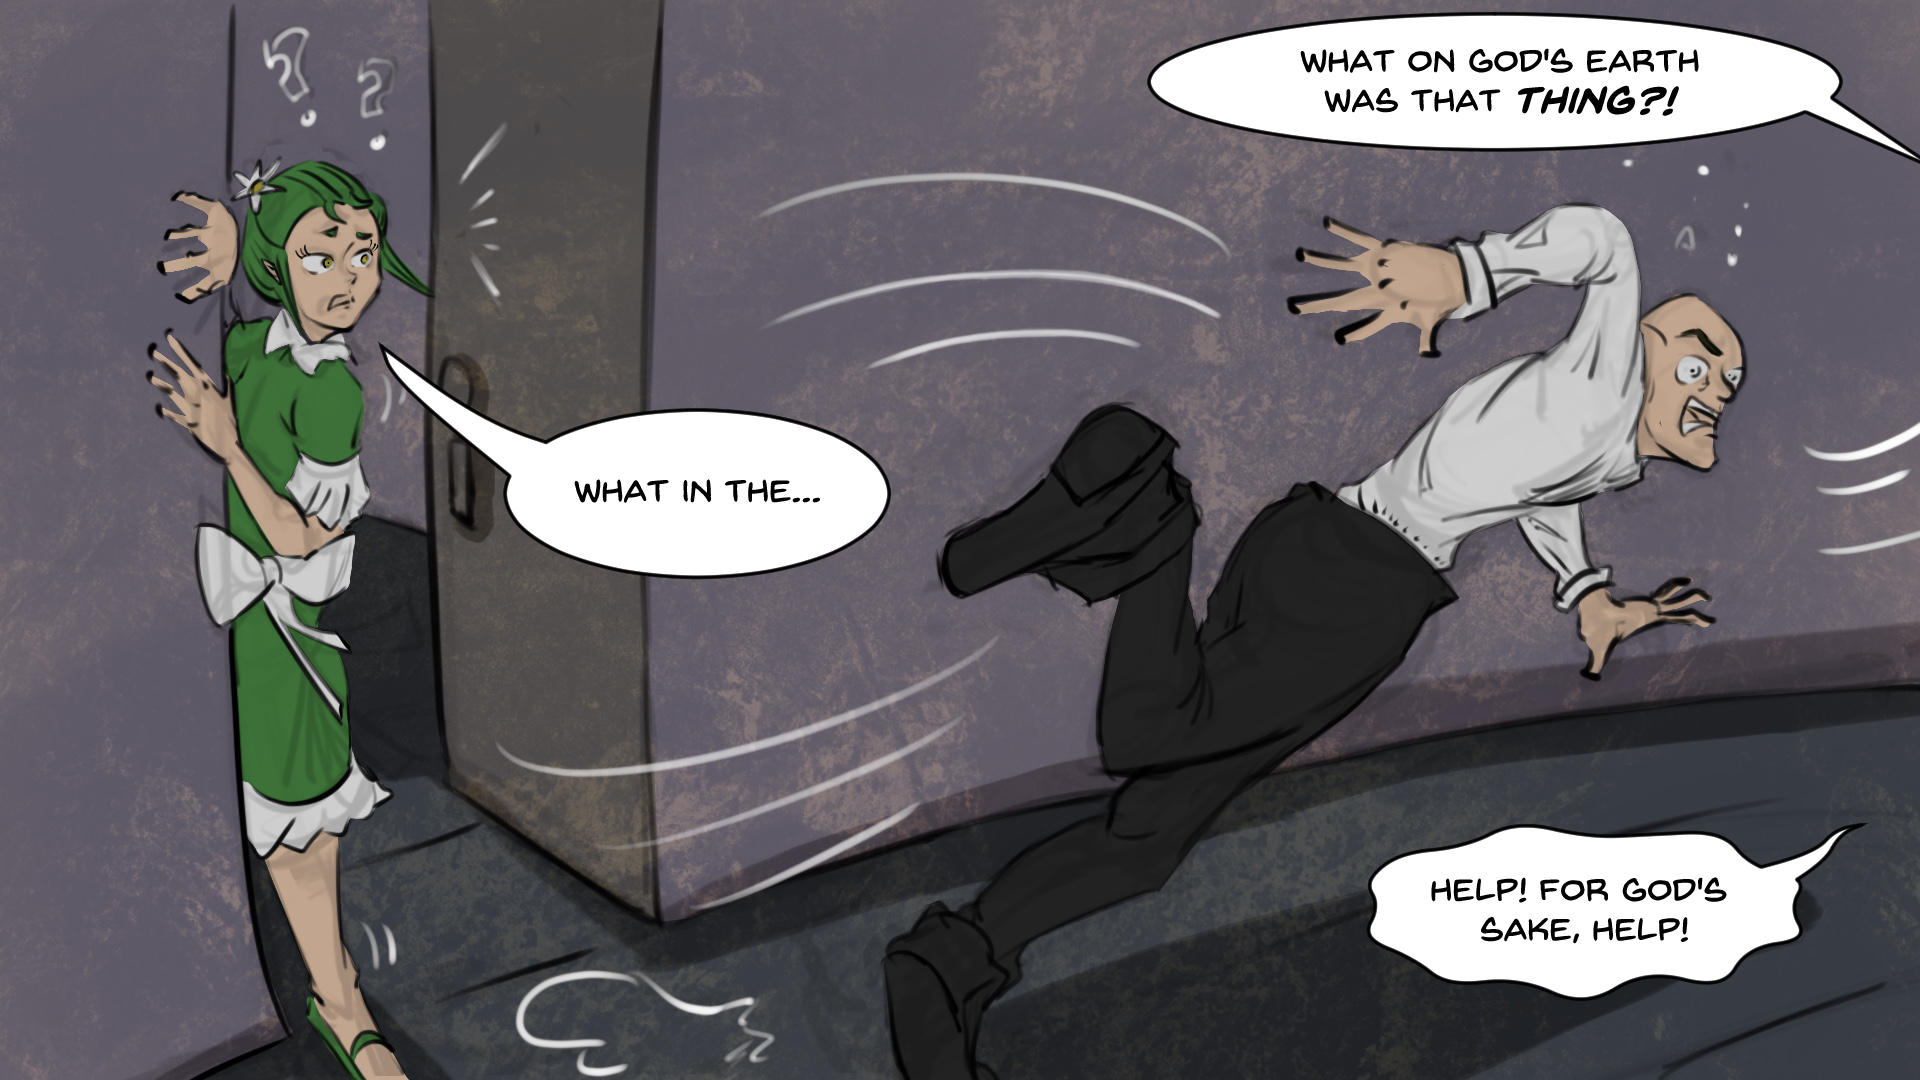 ? ?
WHAT ON GOD'S EARTH
WAS THAT THING?!
WHAT IN THE...
HELP! FOR GOD'S
SAKE, HELP!